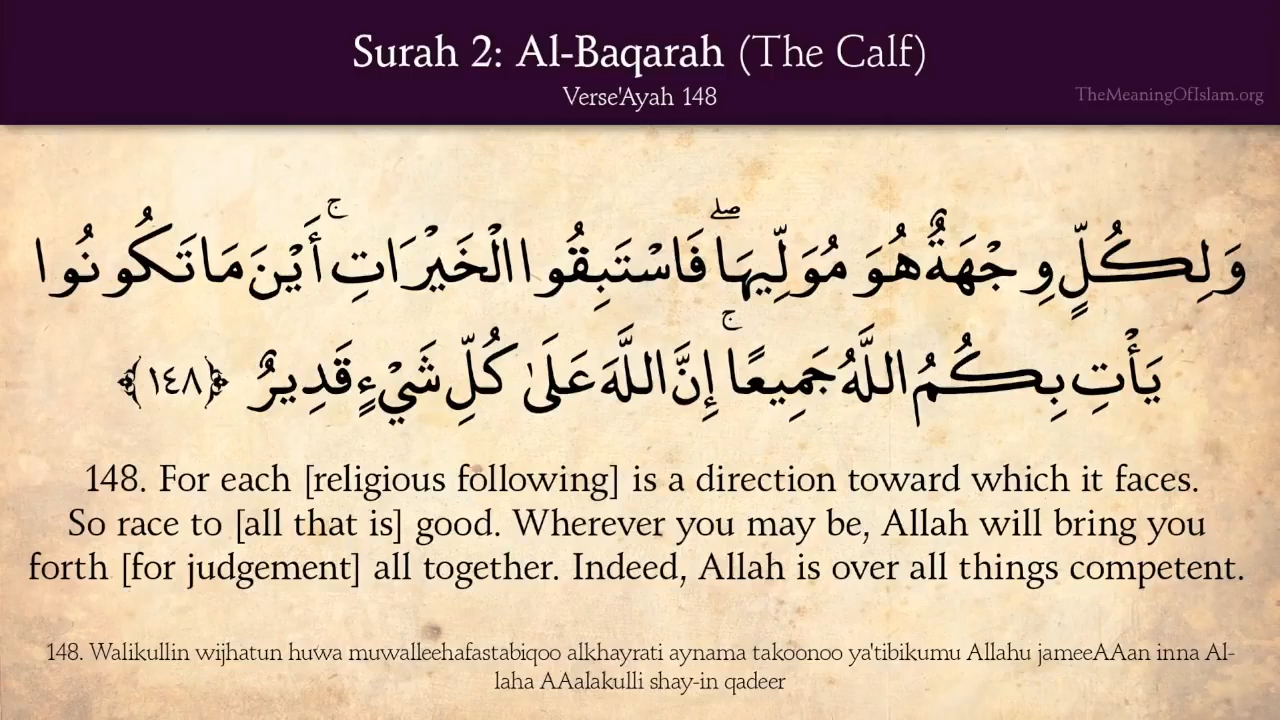 Surah 2: Al-Baqarah (The Calf)
Verse'Ayah 148
TheMeaningOfIslam.org
وَلِكُلٍّ وِجْهَةٌ هُوَ مُوَلِّيهَا ۖ فَاسْتَبِقُوا الْخَيْرَاتِ ۚ أَيْنَ مَا تَكُونُوا
يَأْتِ بِكُمُ اللَّهُ جَمِيعًا ۚ إِنَّ اللَّهَ عَلَىٰ كُلِّ شَيْءٍ قَدِيرٌ ﴿١٤٨﴾
148. For each [religious following] is a direction toward which it faces.
So race to [all that is] good. Wherever you may be, Allah will bring you
forth [for judgement] all together. Indeed, Allah is over all things competent.
148. Walikullin wijhatun huwa muwalleehafastabiqoo alkhayrati aynama takoonoo ya'tibikumu Allahu jameeAAan inna Al-
laha AAalakulli shay-in qadeer